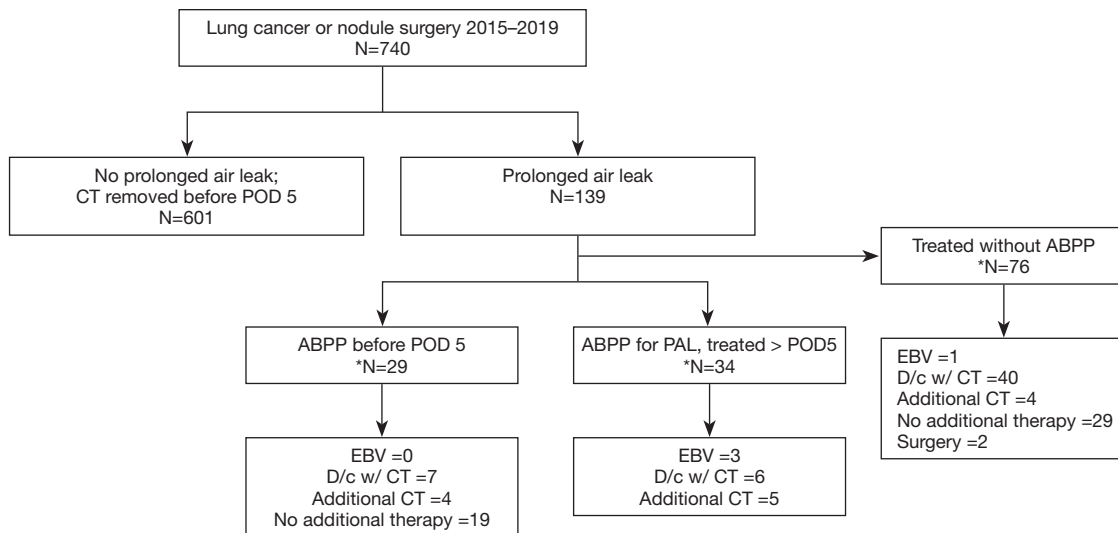 Lung cancer or nodule surgery 2015–2019
N=740
No prolonged air leak;
CT removed before POD 5
N=601
Prolonged air leak
N=139
Treated without ABPP
*N=76
ABPP before POD 5
*N=29
ABPP for PAL, treated > POD5
*N=34
EBV =1
D/c w/ CT =40
Additional CT =4
No additional therapy =29
Surgery =2
EBV =0
D/c w/ CT =7
Additional CT =4
No additional therapy =19
EBV =3
D/c w/ CT =6
Additional CT =5